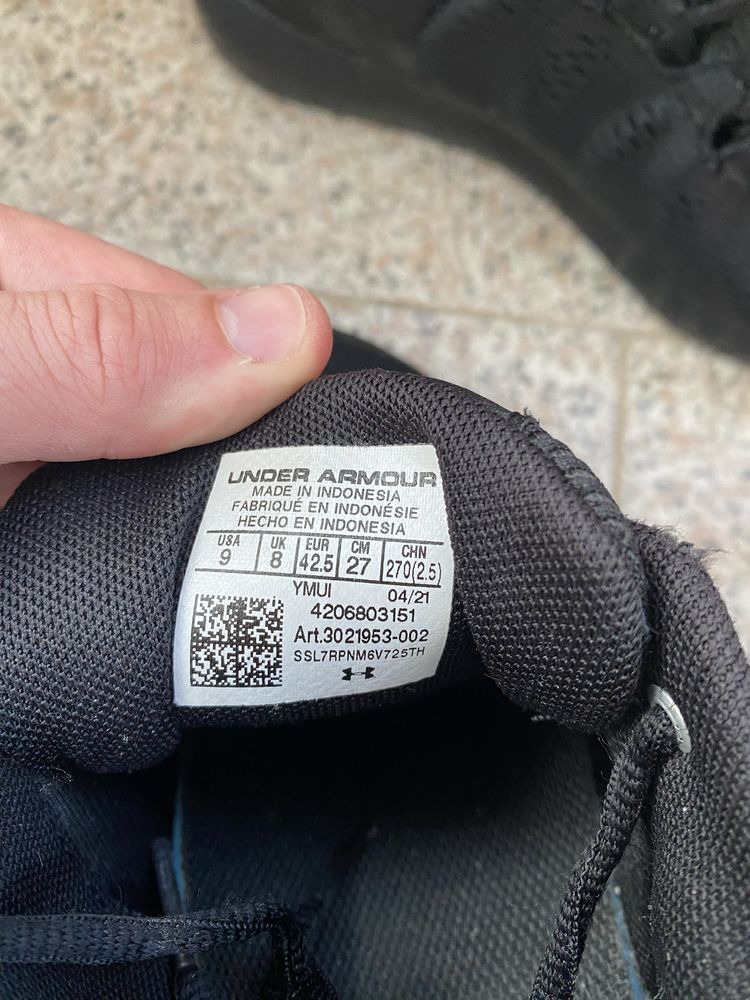 UNDER ARMOUR
MADE IN INDONESIA
FABRIQUÉ EN INDONÉSIE
HECHO EN INDONESIA
USA UK EUR CM CHN
9 8 42.5 27 270(2.5)
YMUI 04/21
4206803151
Art.3021953-002
SSL7RPNM6V725TH